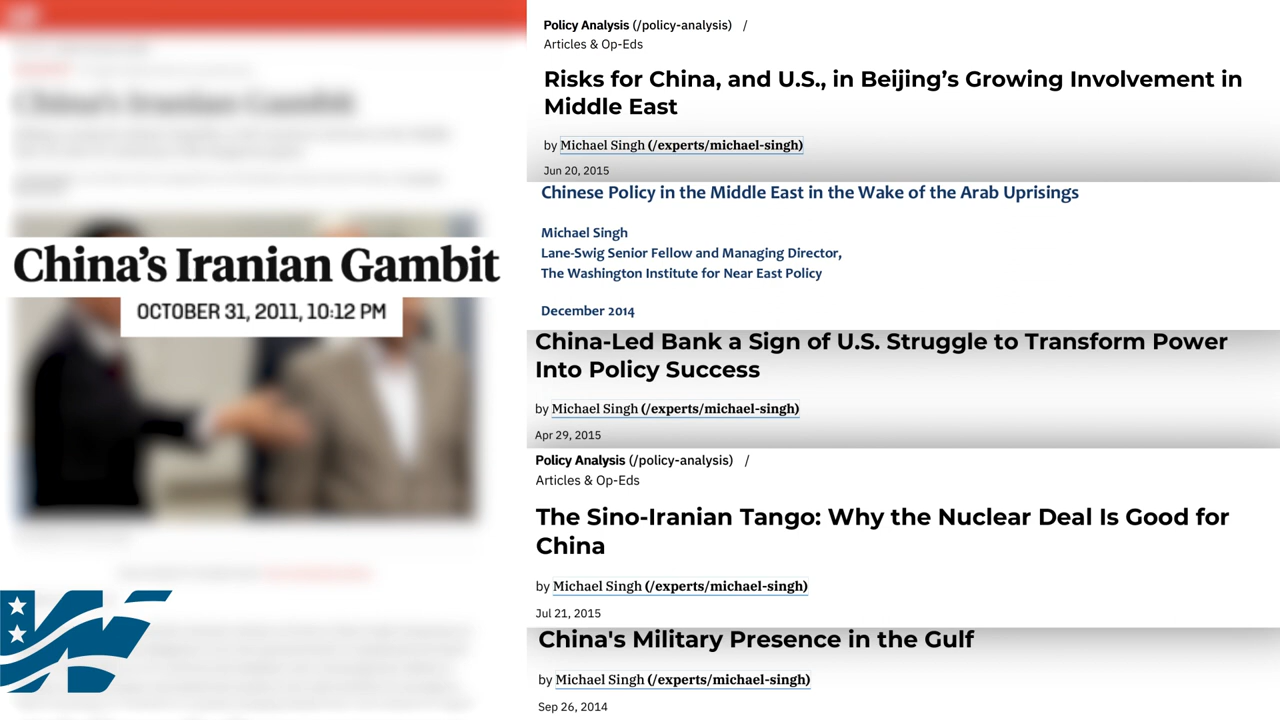 China's Iranian Gambit
China’s Iranian Gambit
OCTOBER 31, 2011, 10:12 PM
Policy Analysis (/policy-analysis) /
Articles & Op-Eds
Risks for China, and U.S., in Beijing’s Growing Involvement in
Middle East
by Michael Singh (/experts/michael-singh)
Jun 20, 2015
Chinese Policy in the Middle East in the Wake of the Arab Uprisings
Michael Singh
Lane-Swig Senior Fellow and Managing Director,
The Washington Institute for Near East Policy
December 2014
China-Led Bank a Sign of U.S. Struggle to Transform Power
Into Policy Success
by Michael Singh (/experts/michael-singh)
Apr 29, 2015
Policy Analysis (/policy-analysis) /
Articles & Op-Eds
The Sino-Iranian Tango: Why the Nuclear Deal Is Good for
China
by Michael Singh (/experts/michael-singh)
Jul 21, 2015
China's Military Presence in the Gulf
by Michael Singh (/experts/michael-singh)
Sep 26, 2014